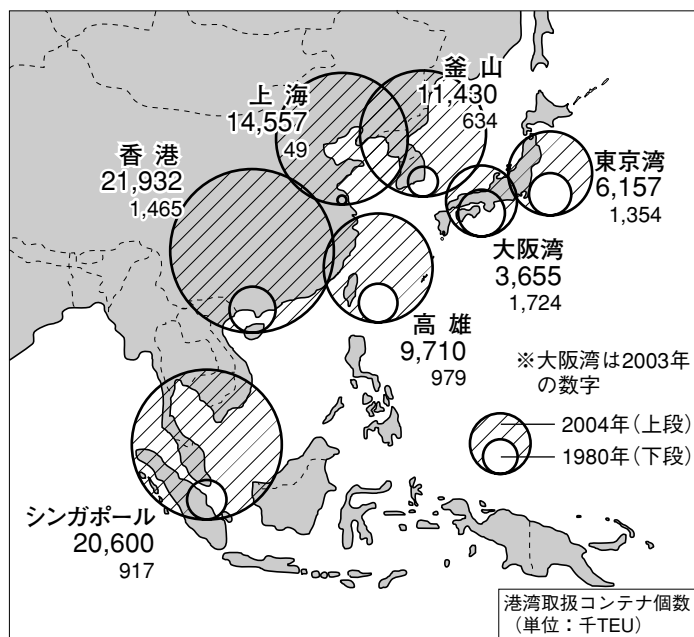 釜 山
11,430
634
上 海
14,557
49
香 港
21,932
1,465
東京湾
6,157
1,354
大阪湾
3,655
1,724
高 雄
9,710
979
※大阪湾は2003年
の数字
2004年（上段）
1980年（下段）
シンガポール
20,600
917
港湾取扱コンテナ個数
（単位：千TEU）